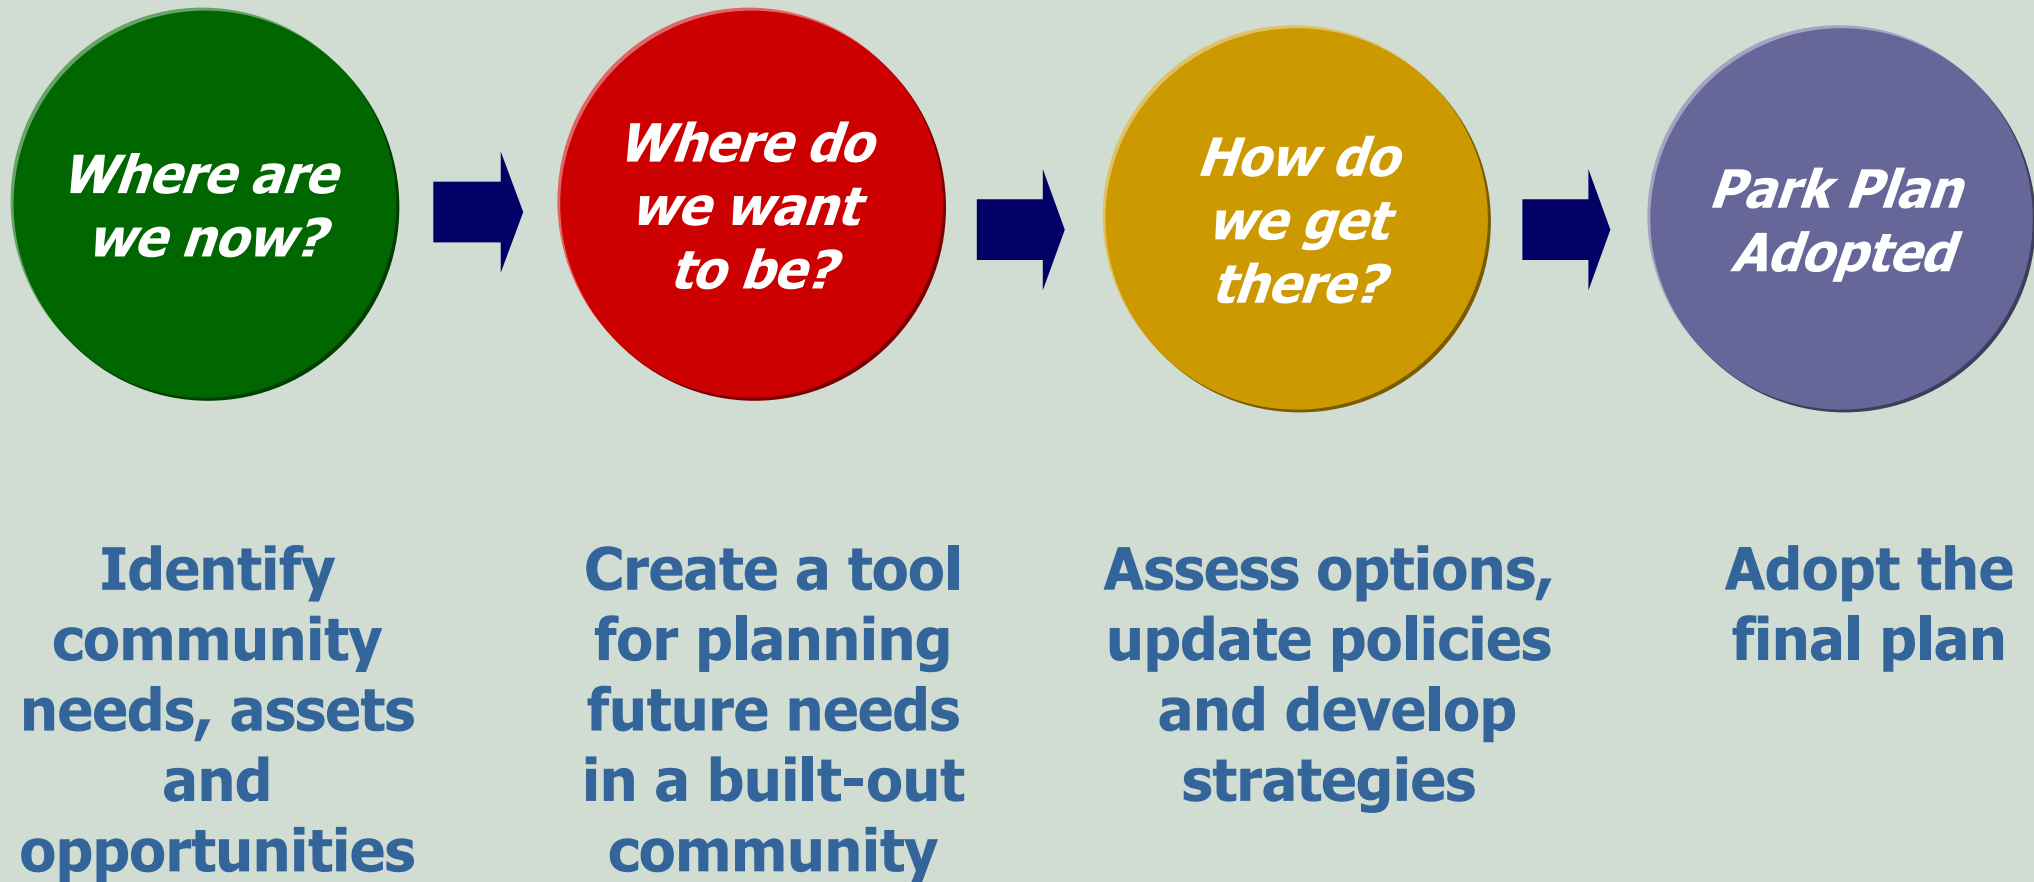 Where are
we now?
Where do
we want
to be?
How do
we get
there?
Park Plan
Adopted
Identify
community
needs, assets
and
opportunities
Create a tool
for planning
future needs
in a built-out
community
Assess options,
update policies
and develop
strategies
Adopt the
final plan